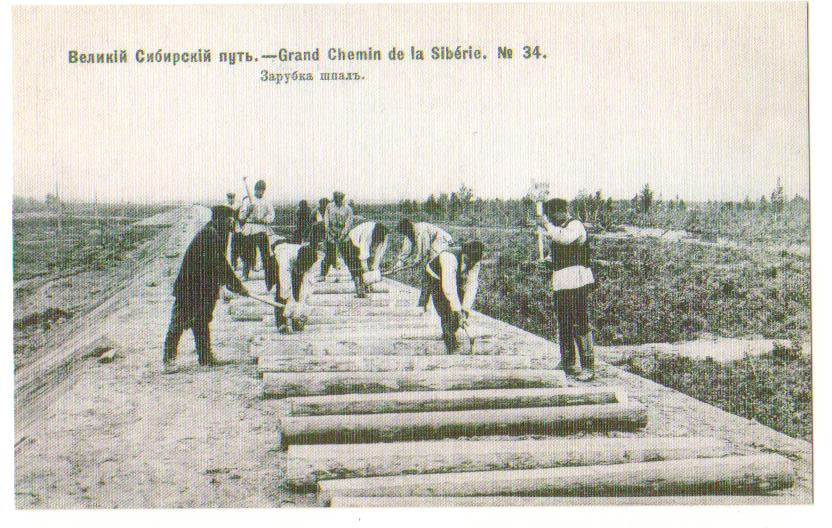 Великій Сибирскій путь.—Grand Chemin de la Sibérie. № 34.
Зарубка шпалъ.